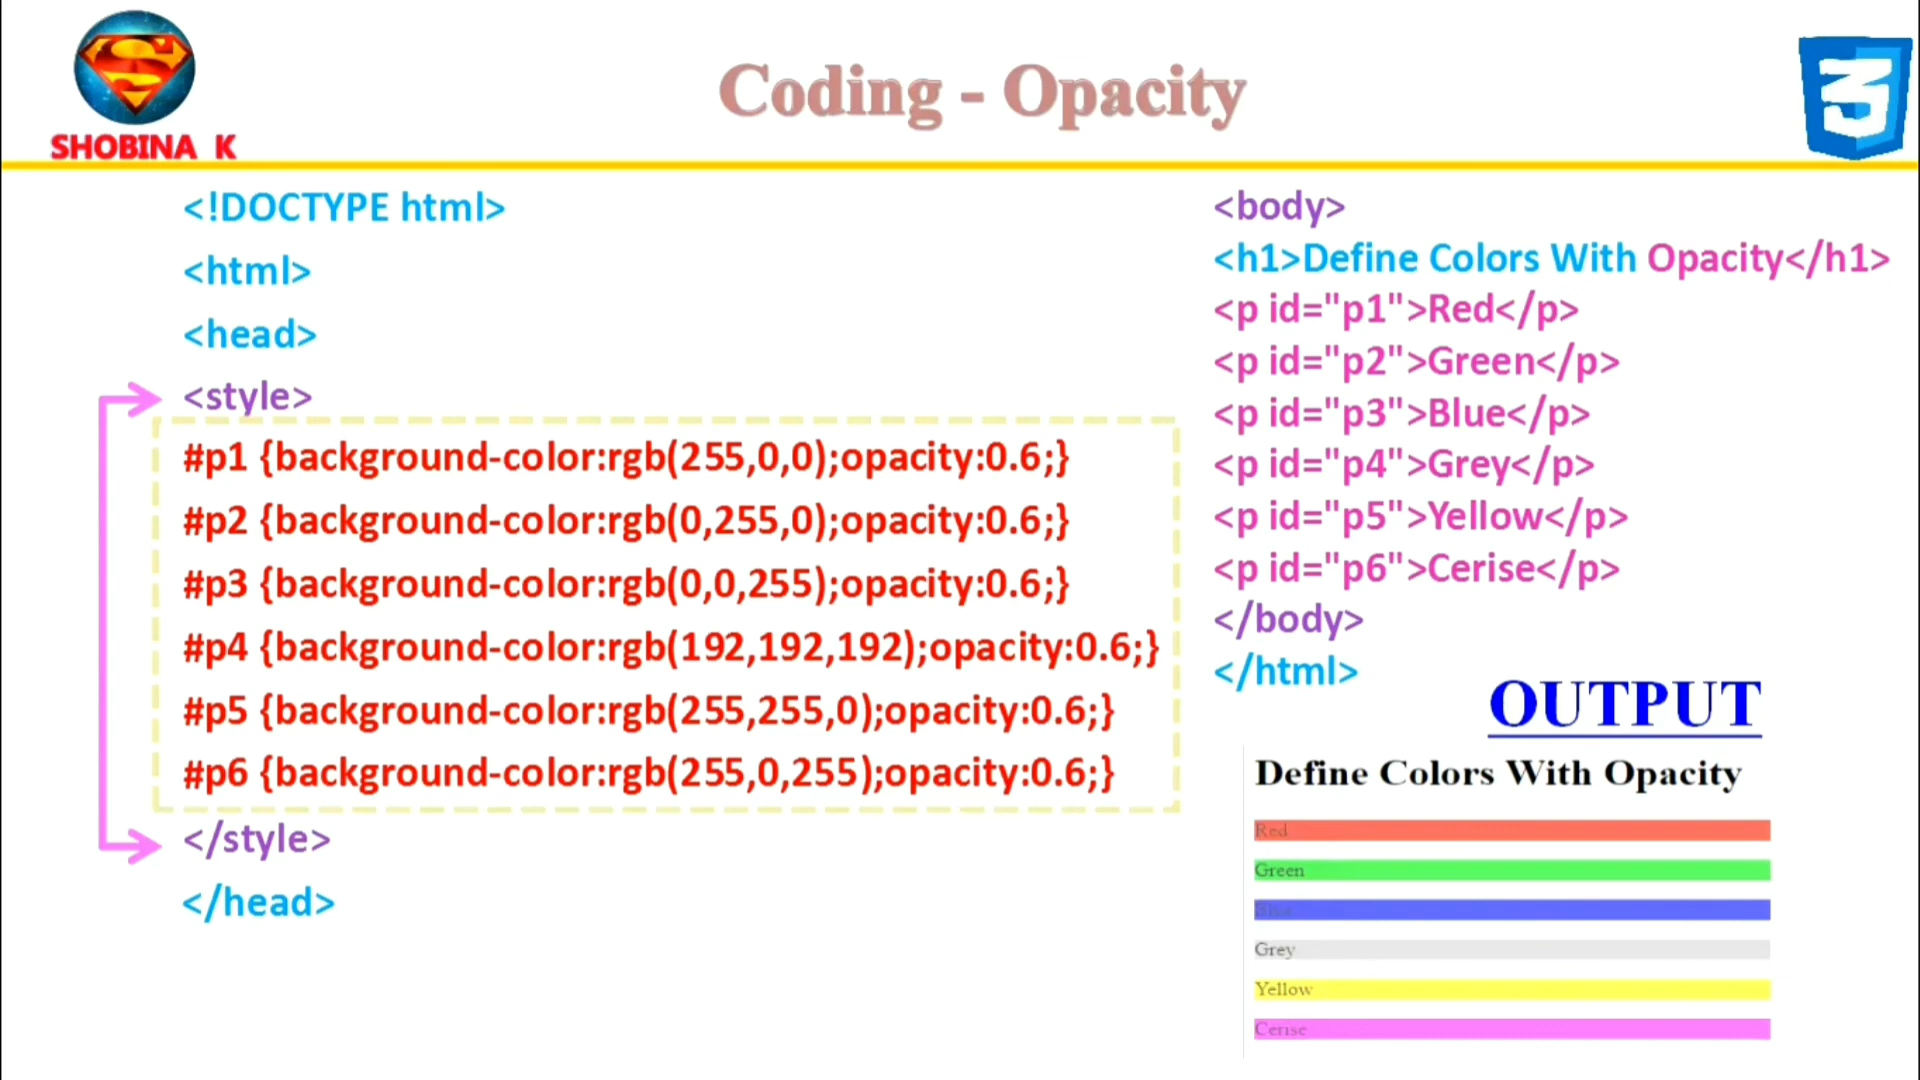 SHOBINA K
Coding - Opacity
<!DOCTYPE html>
<html>
<head>
<style>
#p1 {background-color:rgb(255,0,0);opacity:0.6;}
#p2 {background-color:rgb(0,255,0);opacity:0.6;}
#p3 {background-color:rgb(0,0,255);opacity:0.6;}
#p4 {background-color:rgb(192,192,192);opacity:0.6;}
#p5 {background-color:rgb(255,255,0);opacity:0.6;}
#p6 {background-color:rgb(255,0,255);opacity:0.6;}
</style>
</head>
<body>
<h1>Define Colors With Opacity</h1>
<p id="p1">Red</p>
<p id="p2">Green</p>
<p id="p3">Blue</p>
<p id="p4">Grey</p>
<p id="p5">Yellow</p>
<p id="p6">Cerise</p>
</body>
</html>
OUTPUT
Define Colors With Opacity
Red
Green
Blue
Grey
Yellow
Cerise